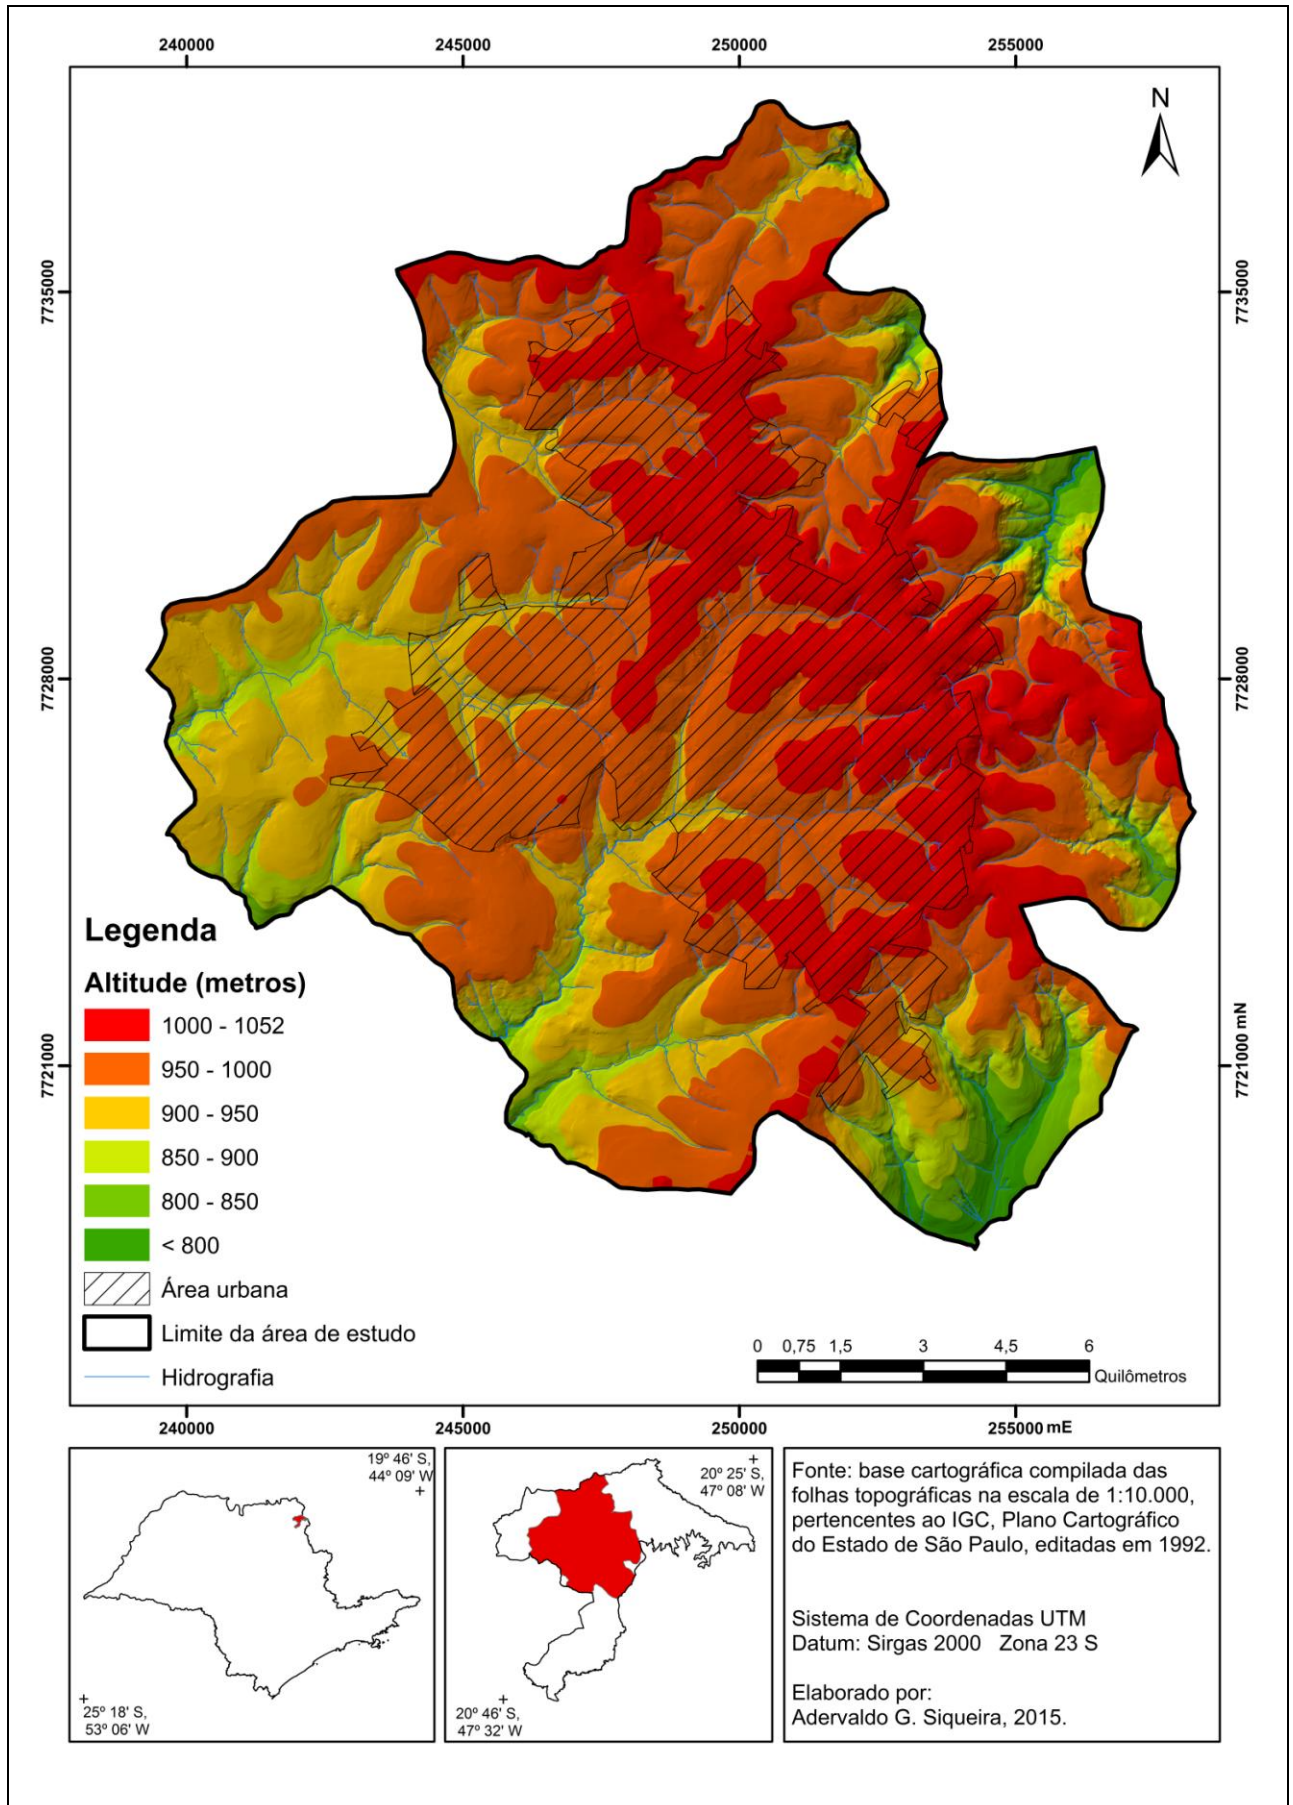 240000 245000 250000 255000
N
7735000 7735000
7728000 7728000
7721000 7721000 mN
Legenda
Altitude (metros)
1000 - 1052
950 - 1000
900 - 950
850 - 900
800 - 850
< 800
Área urbana
Limite da área de estudo
Hidrografia
0 0,75 1,5 3 4,5 6
Quilômetros
240000 245000 250000 255000 mE
19º 46' S,
44º 09' W
25º 18' S,
53º 06' W
20º 25' S,
47º 08' W
20º 46' S,
47º 32' W
Fonte: base cartográfica compilada das
folhas topográficas na escala de 1:10.000,
pertencentes ao IGC, Plano Cartográfico
do Estado de São Paulo, editadas em 1992.
Sistema de Coordenadas UTM
Datum: Sirgas 2000 Zona 23 S
Elaborado por:
Adervaldo G. Siqueira, 2015.